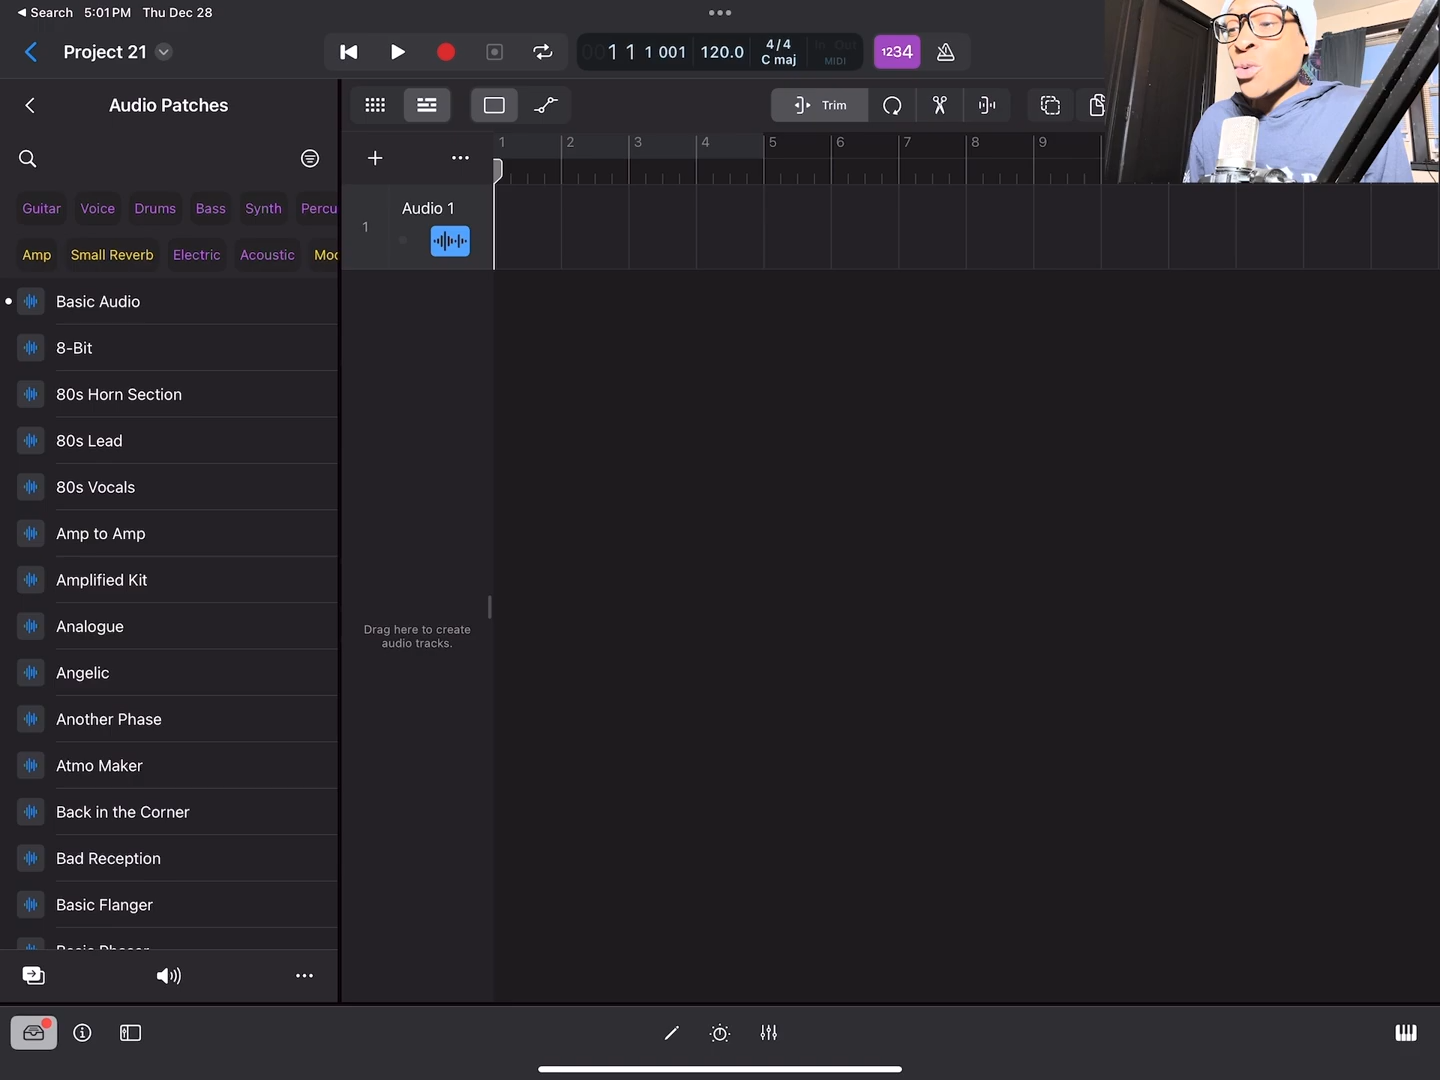 ◀ Search 5:01PM Thu Dec 28
Project 21
1 1 1 001
120.0
4/4
C maj
In Out
MIDI
1234
Audio Patches
Trim
1 2 3 4 5 6 7 8 9
Guitar Voice Drums Bass Synth Percu
Audio 1
1
Amp Small Reverb Electric Acoustic Moc
Basic Audio
8-Bit
80s Horn Section
80s Lead
80s Vocals
Amp to Amp
Amplified Kit
Analogue
Drag here to create
audio tracks.
Angelic
Another Phase
Atmo Maker
Back in the Corner
Bad Reception
Basic Flanger
Basic Phaser